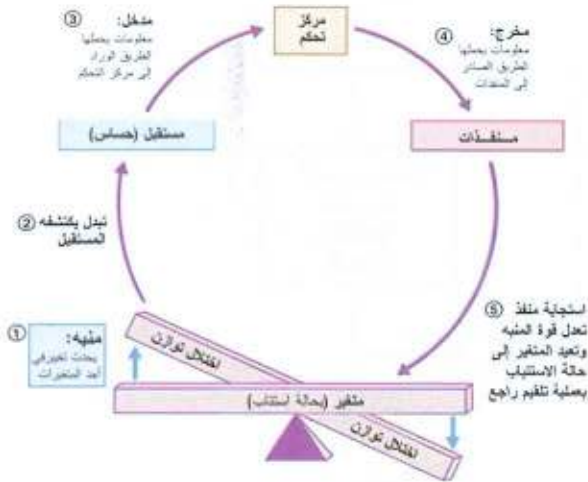 ③ مدخل:
معلومات يحملها
الطريق الوارد
إلى مركز التحكم
مركز
تحكم
④ مخرج:
معلومات يحملها
الطريق الصادر
إلى المنفذات
مستقبل (حساس)
منفذات
② تبدل يكتشفه
المستقبل
① منبه:
يحدث تغير في
أحد المتغيرات
اختلال توازن
متغير (بحالة استتباب)
اختلال توازن
⑤ استجابة منفذ
تعدل قوة المنبه
وتعيد المتغير إلى
حالة الاستتباب
بعملية تلقيم راجع